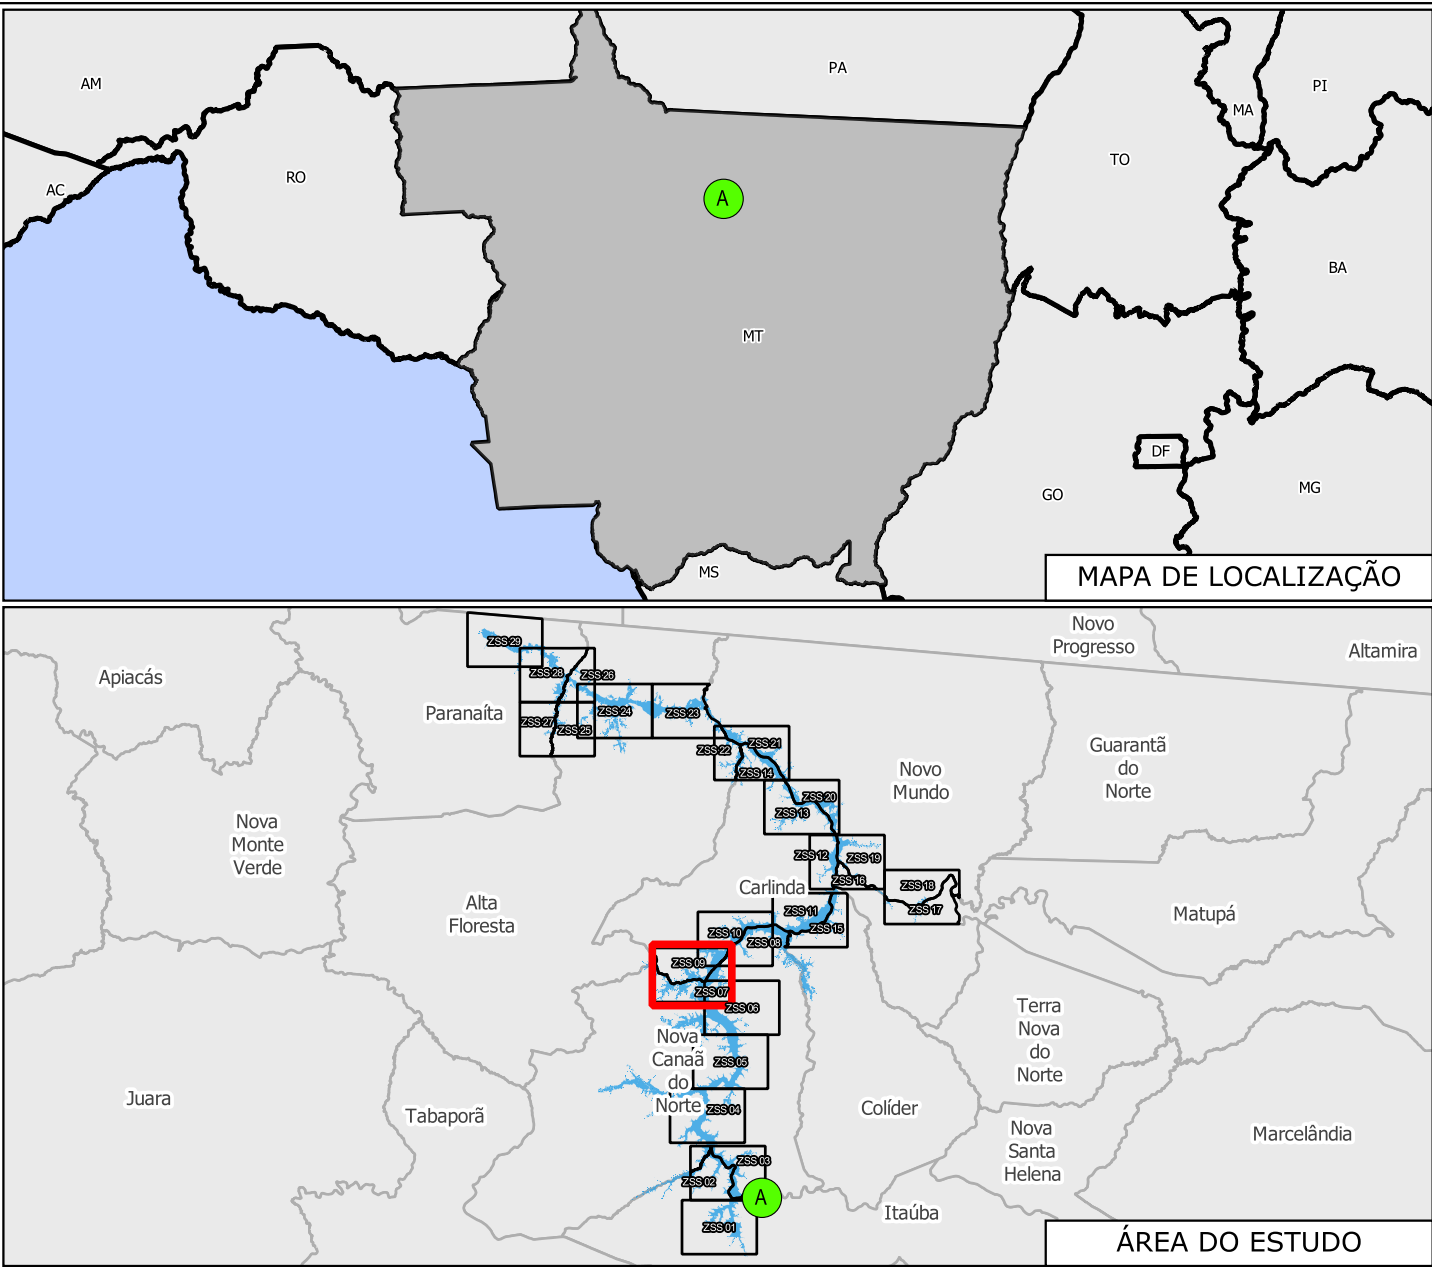 AM
PA
PI
MA
TO
RO
AC
A
BA
MT
DF
GO
MG
MS
MAPA DE LOCALIZAÇÃO
Novo
Progresso
Altamira
ZSS 29
Apiacás
ZSS 28
ZSS 26
Paranaíta
ZSS 24
ZSS 23
ZSS 27
ZSS 25
ZSS 22
ZSS 21
Guarantã
do
Norte
ZSS 14
Novo
Mundo
ZSS 20
ZSS 13
Nova
Monte
Verde
ZSS 12
ZSS 19
ZSS 16
ZSS 18
Carlinda
Alta
Floresta
ZSS 11
ZSS 17
Matupá
ZSS 15
ZSS 10
ZSS 08
ZSS 09
ZSS 07
ZSS 06
Terra
Nova
do
Norte
Nova
Canaã
do
Norte
ZSS 05
Juara
Tabaporã
ZSS 04
Colíder
Nova
Santa
Helena
Marcelândia
ZSS 03
ZSS 02
A
ZSS 01
Itaúba
ÁREA DO ESTUDO